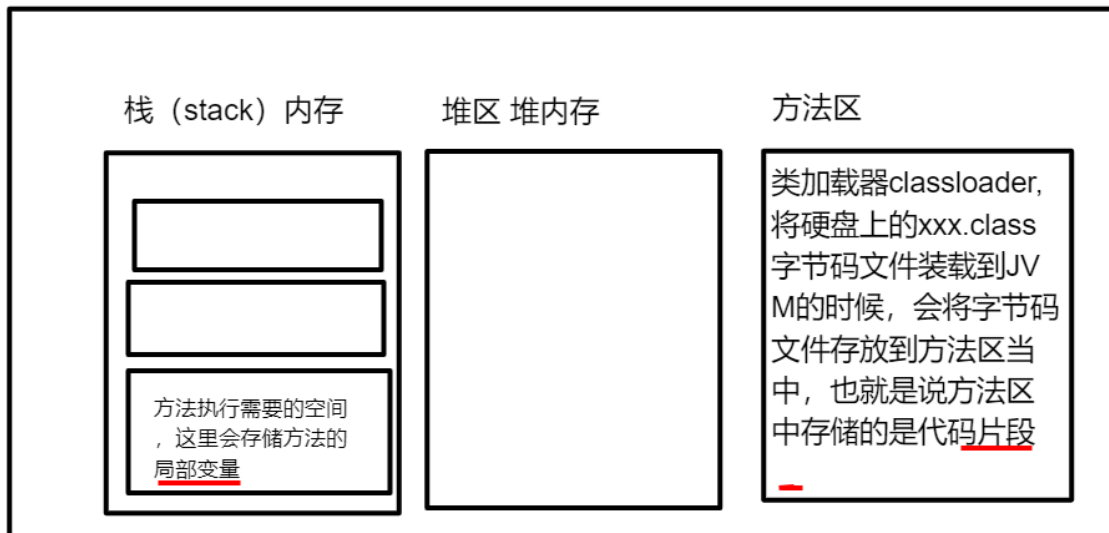 栈（stack）内存
堆区 堆内存
方法区
方法执行需要的空间
，这里会存储方法的
局部变量
类加载器classloader,
将硬盘上的xxx.class
字节码文件装载到JV
M的时候，会将字节码
文件存放到方法区当
中，也就是说方法区
中存储的是代码片段